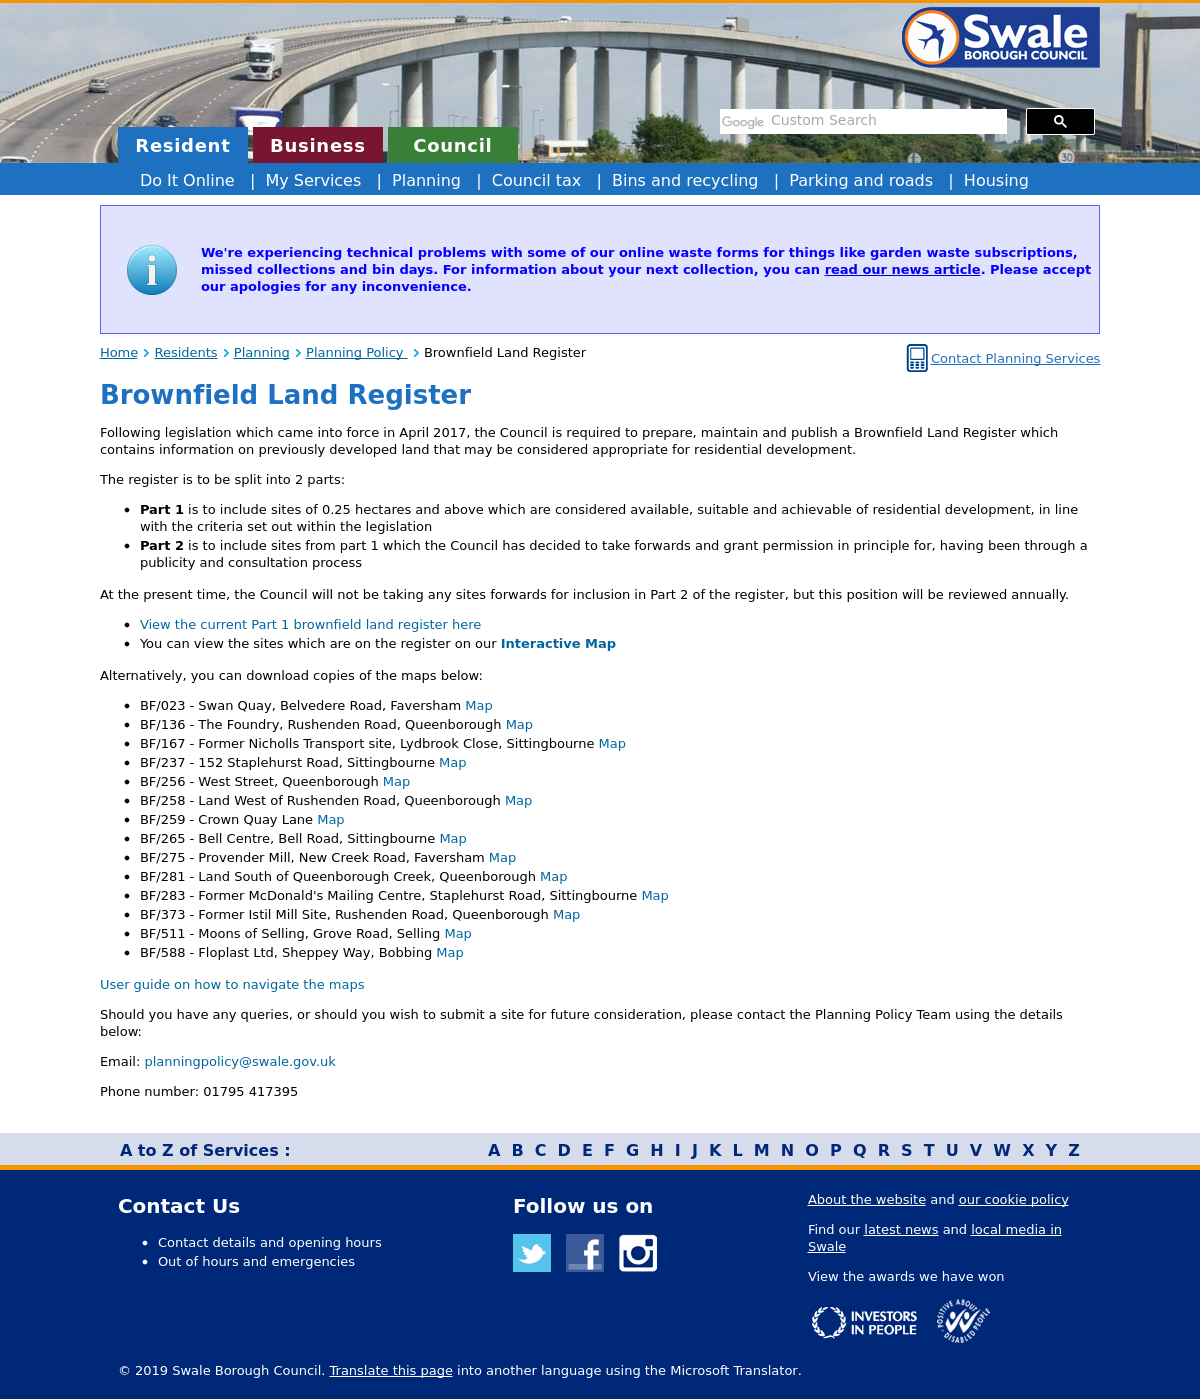 Swale
BOROUGH COUNCIL
Google Custom Search
Resident Business Council
Do It Online | My Services | Planning | Council tax | Bins and recycling | Parking and roads | Housing
We're experiencing technical problems with some of our online waste forms for things like garden waste subscriptions,
missed collections and bin days. For information about your next collection, you can read our news article. Please accept
our apologies for any inconvenience.
Home Residents Planning Planning Policy Brownfield Land Register
Contact Planning Services
Brownfield Land Register
Following legislation which came into force in April 2017, the Council is required to prepare, maintain and publish a Brownfield Land Register which
contains information on previously developed land that may be considered appropriate for residential development.
The register is to be split into 2 parts:
• Part 1 is to include sites of 0.25 hectares and above which are considered available, suitable and achievable of residential development, in line
with the criteria set out within the legislation
• Part 2 is to include sites from part 1 which the Council has decided to take forwards and grant permission in principle for, having been through a
publicity and consultation process
At the present time, the Council will not be taking any sites forwards for inclusion in Part 2 of the register, but this position will be reviewed annually.
• View the current Part 1 brownfield land register here
• You can view the sites which are on the register on our Interactive Map
Alternatively, you can download copies of the maps below:
• BF/023 - Swan Quay, Belvedere Road, Faversham Map
• BF/136 - The Foundry, Rushenden Road, Queenborough Map
• BF/167 - Former Nicholls Transport site, Lydbrook Close, Sittingbourne Map
• BF/237 - 152 Staplehurst Road, Sittingbourne Map
• BF/256 - West Street, Queenborough Map
• BF/258 - Land West of Rushenden Road, Queenborough Map
• BF/259 - Crown Quay Lane Map
• BF/265 - Bell Centre, Bell Road, Sittingbourne Map
• BF/275 - Provender Mill, New Creek Road, Faversham Map
• BF/281 - Land South of Queenborough Creek, Queenborough Map
• BF/283 - Former McDonald's Mailing Centre, Staplehurst Road, Sittingbourne Map
• BF/373 - Former Istil Mill Site, Rushenden Road, Queenborough Map
• BF/511 - Moons of Selling, Grove Road, Selling Map
• BF/588 - Floplast Ltd, Sheppey Way, Bobbing Map
User guide on how to navigate the maps
Should you have any queries, or should you wish to submit a site for future consideration, please contact the Planning Policy Team using the details
below:
Email: planningpolicy@swale.gov.uk
Phone number: 01795 417395
A to Z of Services : A B C D E F G H I J K L M N O P Q R S T U V W X Y Z
Contact Us
• Contact details and opening hours
• Out of hours and emergencies
Follow us on
About the website and our cookie policy
Find our latest news and local media in
Swale
View the awards we have won
INVESTORS
IN PEOPLE
POSITIVE ABOUT
DISABLED PEOPLE
© 2019 Swale Borough Council. Translate this page into another language using the Microsoft Translator.